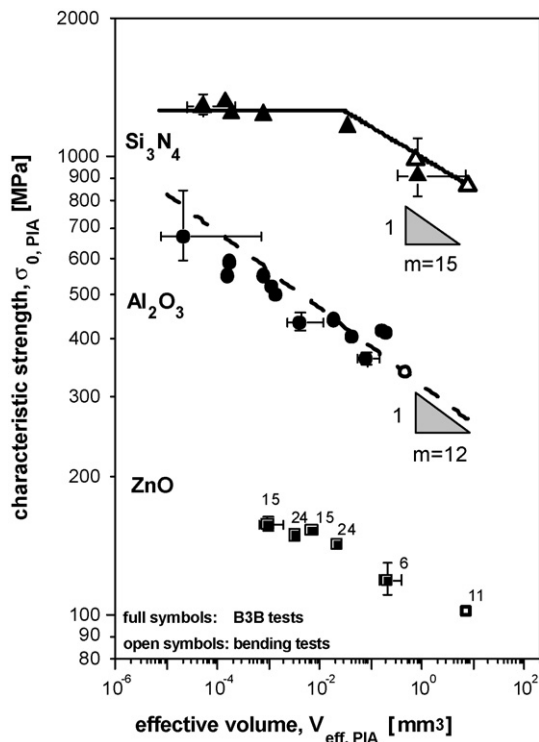 2000
1000
900
800
700
600
500
400
300
200
100
90
80
characteristic strength, σ0, PIA [MPa]
Si3N4
1
m=15
Al2O3
1
m=12
ZnO
15
24 15
24
6
11
full symbols: B3B tests
open symbols: bending tests
10-6 10-4 10-2 100 102
effective volume, Veff, PIA [mm3]